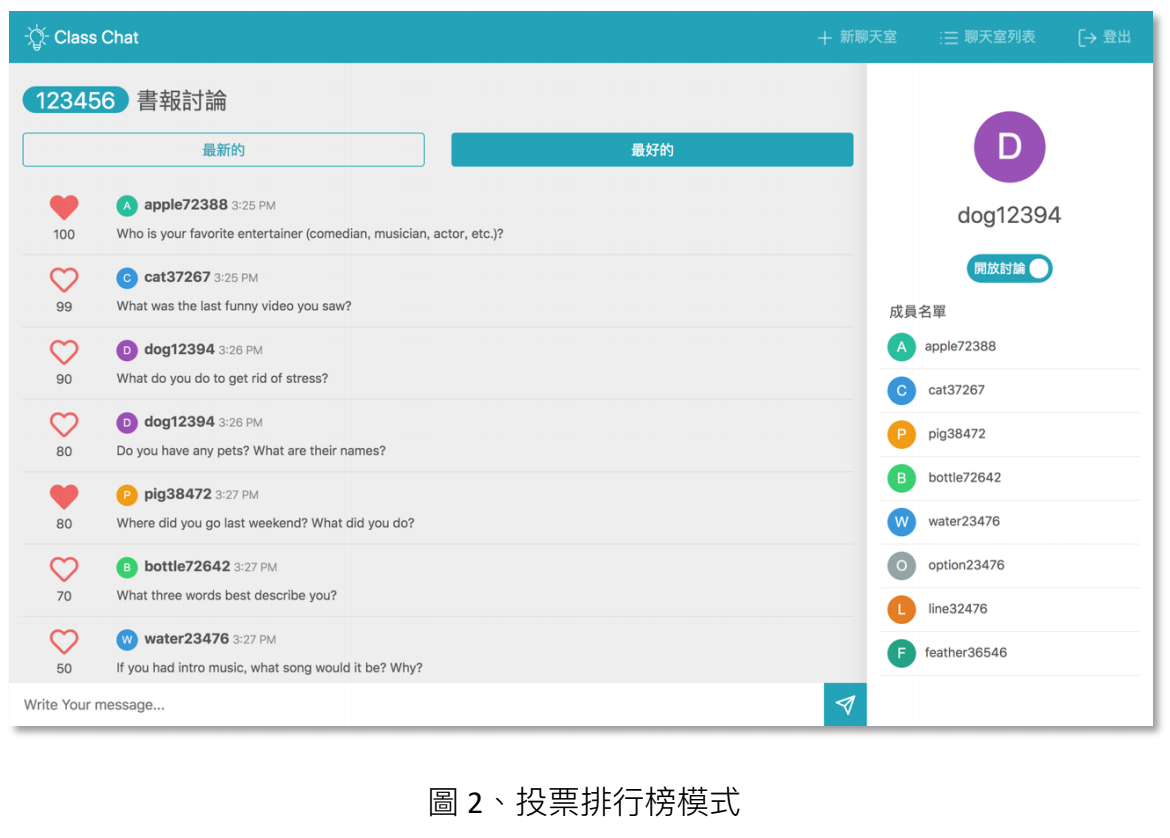 Class Chat
新聊天室
聊天室列表
登出
123456 書報討論
最新的
最好的
A apple72388 3:25 PM
100
Who is your favorite entertainer (comedian, musician, actor, etc.)?
C cat37267 3:25 PM
99
What was the last funny video you saw?
D dog12394 3:26 PM
90
What do you do to get rid of stress?
D dog12394 3:26 PM
80
Do you have any pets? What are their names?
P pig38472 3:27 PM
80
Where did you go last weekend? What did you do?
B bottle72642 3:27 PM
70
What three words best describe you?
W water23476 3:27 PM
50
If you had intro music, what song would it be? Why?
Write Your message...
D
dog12394
開放討論
成員名單
A apple72388
C cat37267
P pig38472
B bottle72642
W water23476
O option23476
L line32476
F feather36546
圖 2、投票排行榜模式